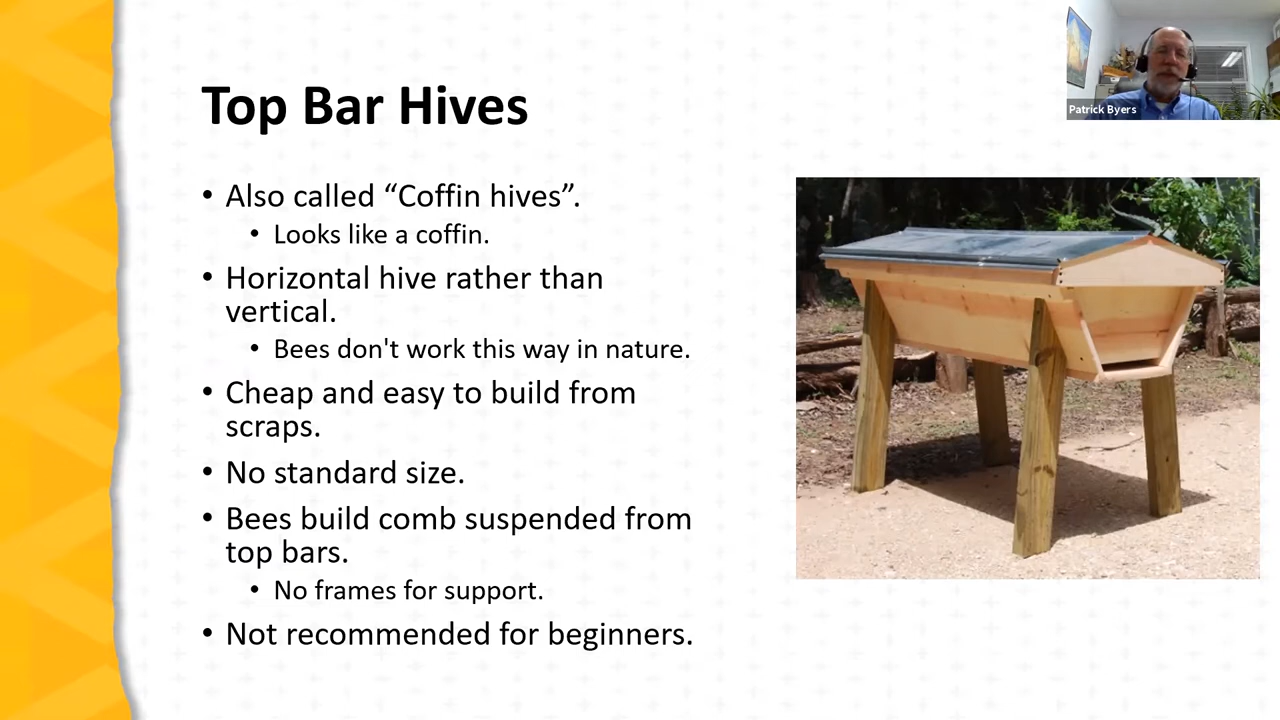 Patrick Byers
Top Bar Hives
• Also called “Coffin hives”.
• Looks like a coffin.
• Horizontal hive rather than
vertical.
• Bees don't work this way in nature.
• Cheap and easy to build from
scraps.
• No standard size.
• Bees build comb suspended from
top bars.
• No frames for support.
• Not recommended for beginners.